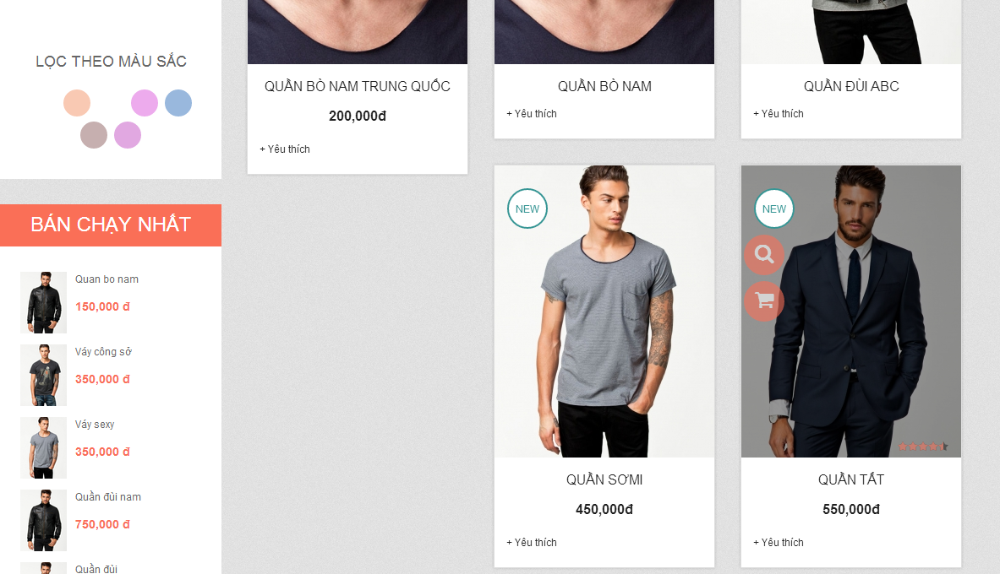 LỌC THEO MÀU SẮC
BÁN CHẠY NHẤT
Quan bo nam
150,000 đ
Váy công sở
350,000 đ
Váy sexy
350,000 đ
Quần đùi nam
750,000 đ
Quần đùi
QUẦN BÒ NAM TRUNG QUỐC
200,000đ
+ Yêu thích
QUẦN BÒ NAM
+ Yêu thích
QUẦN ĐÙI ABC
+ Yêu thích
NEW
QUẦN SƠMI
450,000đ
+ Yêu thích
NEW
QUẦN TẤT
550,000đ
+ Yêu thích